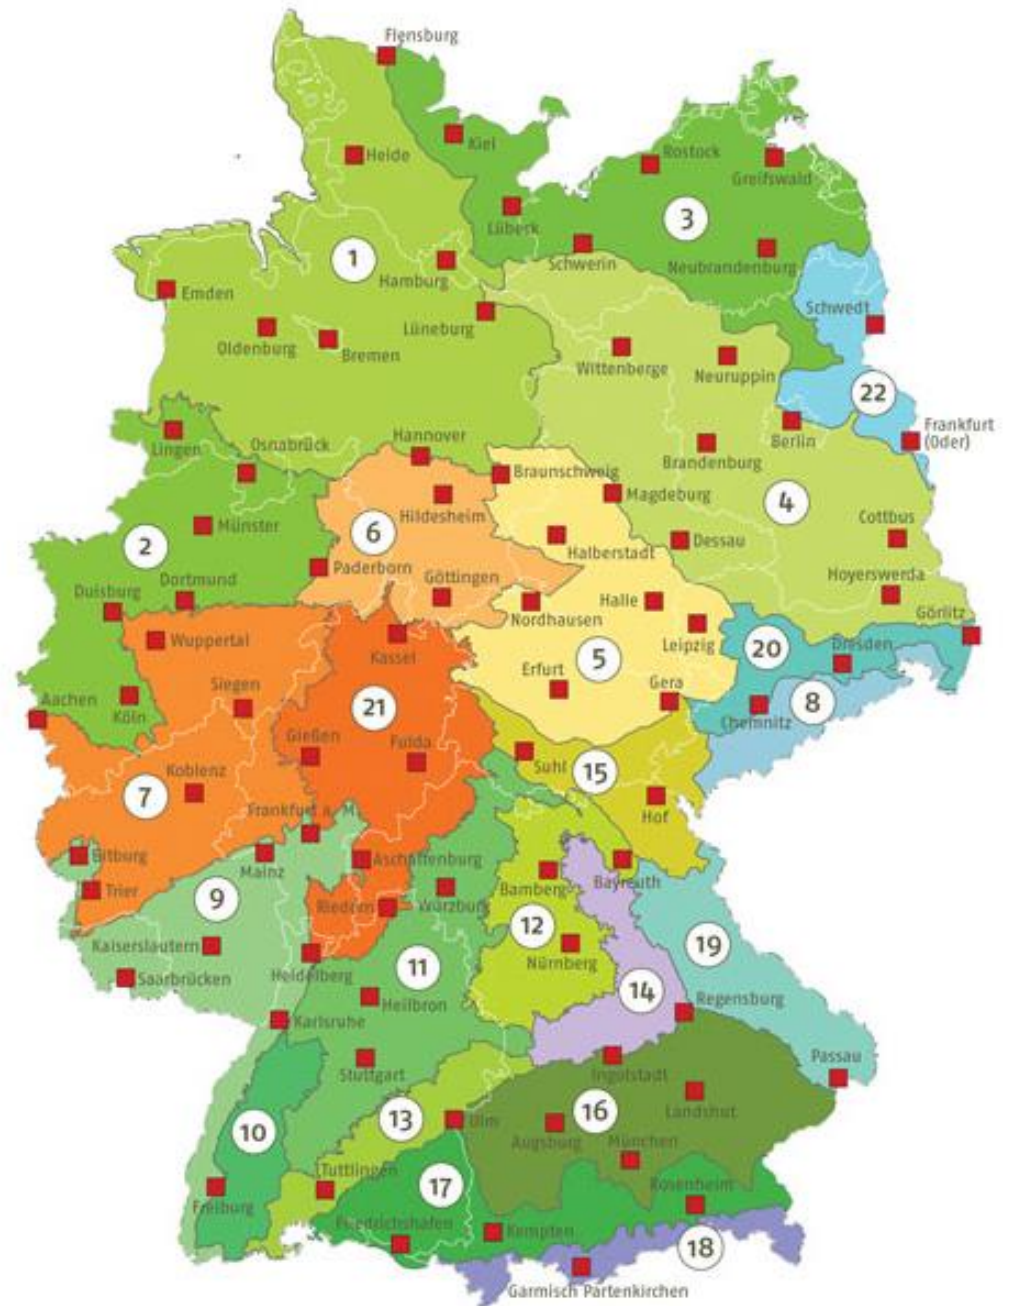 Flensburg
Kiel
Heide
Rostock
Greifswald
Lübeck
3
1
Schwerin
Neubrandenburg
Hamburg
Emden
Schwedt
Lüneburg
Oldenburg
Bremen
Wittenberge
Neuruppin
22
Frankfurt
(Oder)
Berlin
Lingen
Osnabrück
Hannover
Brandenburg
Braunschweig
Magdeburg
4
Hildesheim
Cottbus
Münster
6
2
Halberstadt
Dessau
Paderborn
Göttingen
Hoyerswerda
Duisburg
Dortmund
Halle
Nordhausen
Görlitz
Wuppertal
Leipzig
20
Dresden
Kassel
5
Erfurt
Gera
Siegen
Aachen
Köln
21
8
Chemnitz
Gießen
Fulda
Suhl
15
Koblenz
7
Frankfurt a. M.
Hof
Bitburg
Mainz
Aschaffenburg
Bayreuth
Trier
Bamberg
9
Riedern
Würzburg
12
Kaiserslautern
19
Nürnberg
Saarbrücken
Heidelberg
11
14
Regensburg
Heilbron
Karlsruhe
Passau
Stuttgart
Ingolstadt
Landshut
16
13
Ulm
10
Augsburg
München
Tuttlingen
17
Rosenheim
Freiburg
Friedrichshafen
Kempten
18
Garmisch Partenkirchen